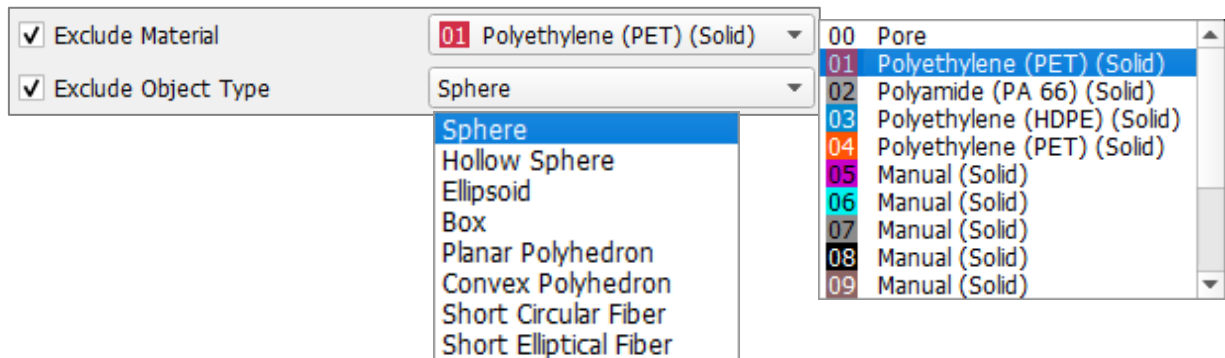 Exclude Material
01 Polyethylene (PET) (Solid)
Exclude Object Type
Sphere
Sphere
Hollow Sphere
Ellipsoid
Box
Planar Polyhedron
Convex Polyhedron
Short Circular Fiber
Short Elliptical Fiber
00 Pore
01 Polyethylene (PET) (Solid)
02 Polyamide (PA 66) (Solid)
03 Polyethylene (HDPE) (Solid)
04 Polyethylene (PET) (Solid)
05 Manual (Solid)
06 Manual (Solid)
07 Manual (Solid)
08 Manual (Solid)
09 Manual (Solid)